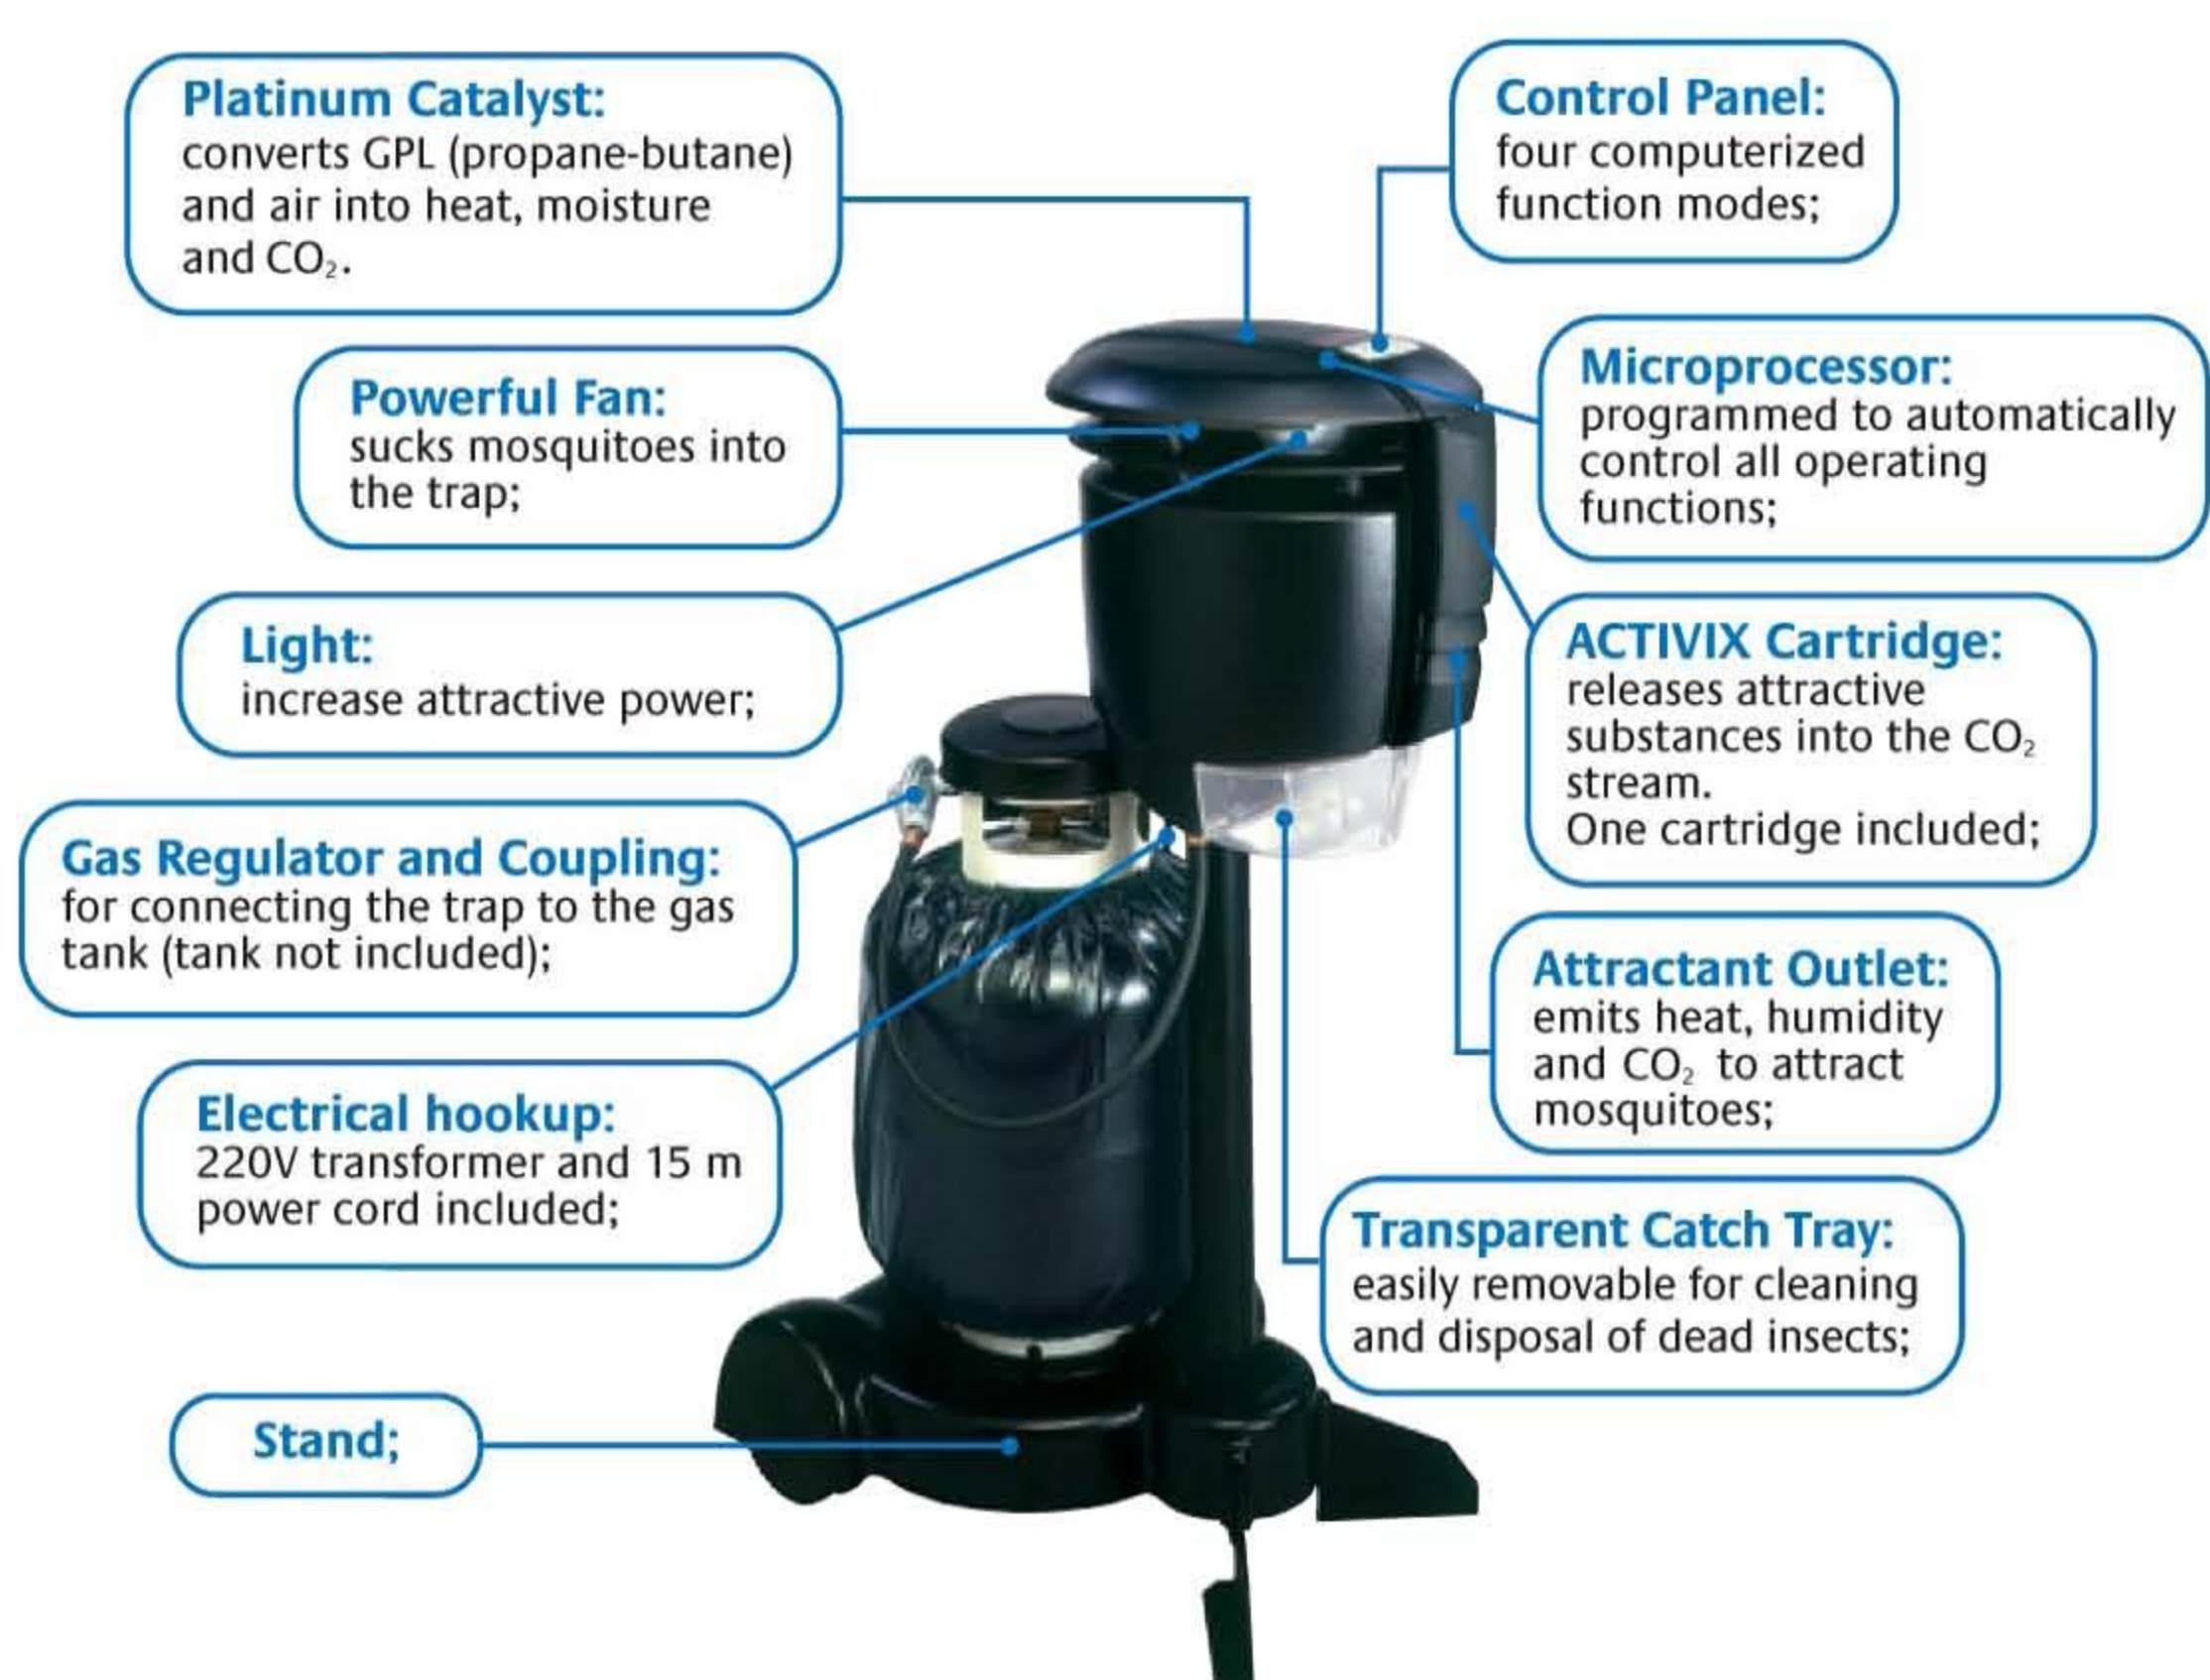 Platinum Catalyst:
converts GPL (propane-butane)
and air into heat, moisture
and CO₂.
Powerful Fan:
sucks mosquitoes into
the trap;
Light:
increase attractive power;
Gas Regulator and Coupling:
for connecting the trap to the gas
tank (tank not included);
Electrical hookup:
220V transformer and 15 m
power cord included;
Stand;
Control Panel:
four computerized
function modes;
Microprocessor:
programmed to automatically
control all operating
functions;
ACTIVIX Cartridge:
releases attractive
substances into the CO₂
stream.
One cartridge included;
Attractant Outlet:
emits heat, humidity
and CO₂ to attract
mosquitoes;
Transparent Catch Tray:
easily removable for cleaning
and disposal of dead insects;